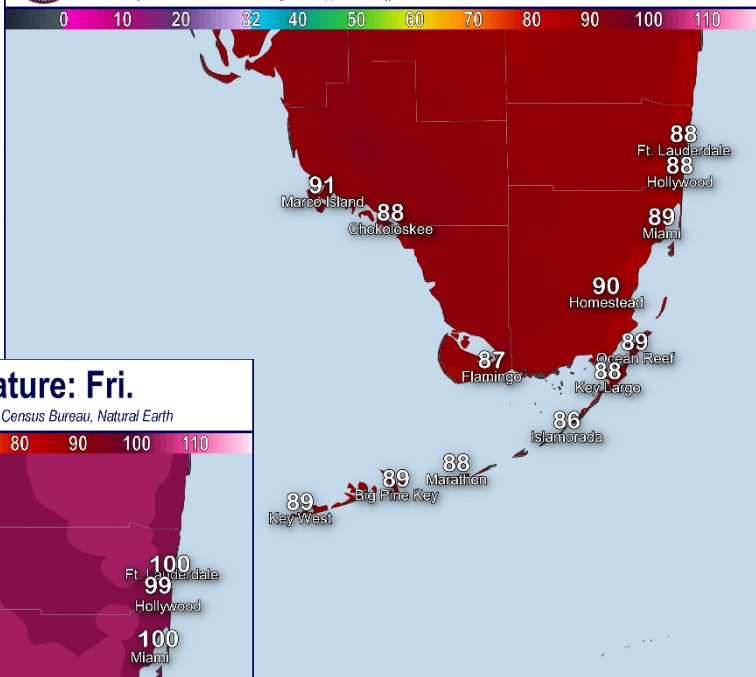 0 10 20 32 40 50 60 70 80 90 100 110
88
Ft. Lauderdale
88
Hollywood
91
Marco Island
88
Chokoloskee
89
Miami
90
Homestead
89
Ocean Reef
87
Flamingo
88
Key Largo
86
Islamorada
88
Marathon
89
Big Pine Key
89
Key West
ature: Fri.
Census Bureau, Natural Earth
80 90 100 110
100
Ft. Lauderdale
99
Hollywood
100
Miami